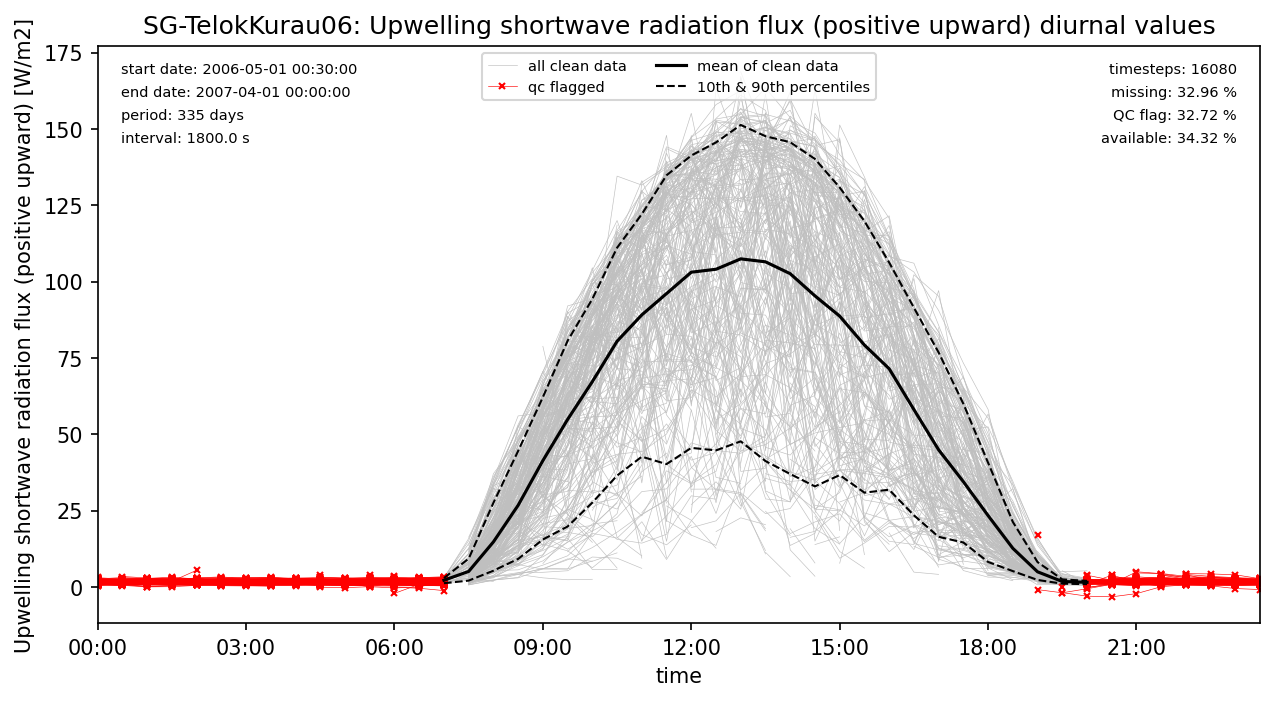 SG-TelokKurau06: Upwelling shortwave radiation flux (positive upward) diurnal values
Upwelling shortwave radiation flux (positive upward) [W/m2]
175
150
125
100
75
50
25
0
start date: 2006-05-01 00:30:00
end date: 2007-04-01 00:00:00
period: 335 days
interval: 1800.0 s
all clean data
qc flagged
mean of clean data
10th & 90th percentiles
timesteps: 16080
missing: 32.96 %
QC flag: 32.72 %
available: 34.32 %
00:00 03:00 06:00 09:00 12:00 15:00 18:00 21:00
time